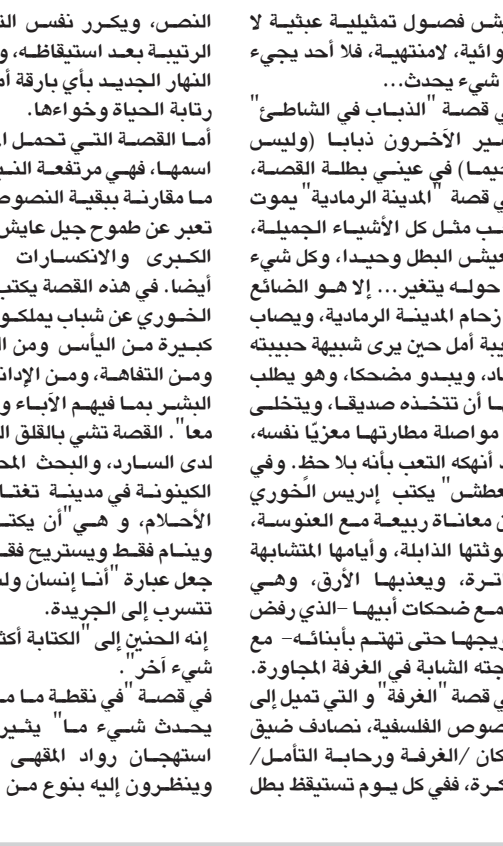 يش فصول تمثيلية عبثية لا
وائية، لامنتهية، فلا أحد يجيء
شيء يحدث...
ي قصة "الذباب في الشاطئ"
سير الآخرون ذبابا (وليس
حيما) في عيني بطلة القصة،
ي قصة "المدينة الرمادية" يموت
ب مثل كل الأشياء الجميلة،
عيش البطل وحيدا، وكل شيء
حوله يتغير... إلا هو الضائع
زحام المدينة الرمادية، ويصاب
يبة أمل حين يرى شبيهة حبيبته
اد، ويبدو مضحكا، وهو يطلب
ا أن تتخذه صديقا، ويتخلى
مواصلة مطارتها معزيّا نفسه،
د أنهكه التعب بأنه بلا حظ. وفي
عطش" يكتب إدريس الخوري
ن معاناة ربيعة مع العنوسة،
وثتها الذابلة، وأيامها المتشابهة
اترة، ويعذبها الأرق، وهي
مع ضحكات أبيها –الذي رفض
ويجها حتى تهتم بأبنائه– مع
جته الشابة في الغرفة المجاورة.
ي قصة "الغرفة" و التي تميل إلى
صوص الفلسفية، نصادف ضيق
كان /الغرفة ورحابة التأمل/
كرة، ففي كل يوم تستيقظ بطل
النص، ويكرر نفس الت
الرتيبة بعد استيقاظه، و
النهار الجديد بأي بارقة أم
رتابة الحياة وخواءها.
أما القصة التي تحمل ا
اسمها، فهي مرتفعة النب
ما مقارنة ببقية النصوص
تعبر عن طموح جيل عايش
الكبرى والانكسارات
أيضا. في هذه القصة يكتب
الخوري عن شباب يملكو
كبيرة من اليأس ومن ال
ومن التفاهة، ومن الإدان
البشر بما فيهم الآباء و
معا". القصة تشي بالقلق ال
لدى السارد، والبحث المح
الكينونة في مدينة تغتا
الأحلام، و هي"أن يكت
وينام فقط ويستريح فق
جعل عبارة "أنا إنسان ول
تتسرب إلى الجريدة.
إنه الحنين إلى "الكتابة أكث
شيء آخر".
في قصة "في نقطة ما م
يحدث شيء ما" يثير
استهجان رواد المقهى
وينظرون إليه بنوع من